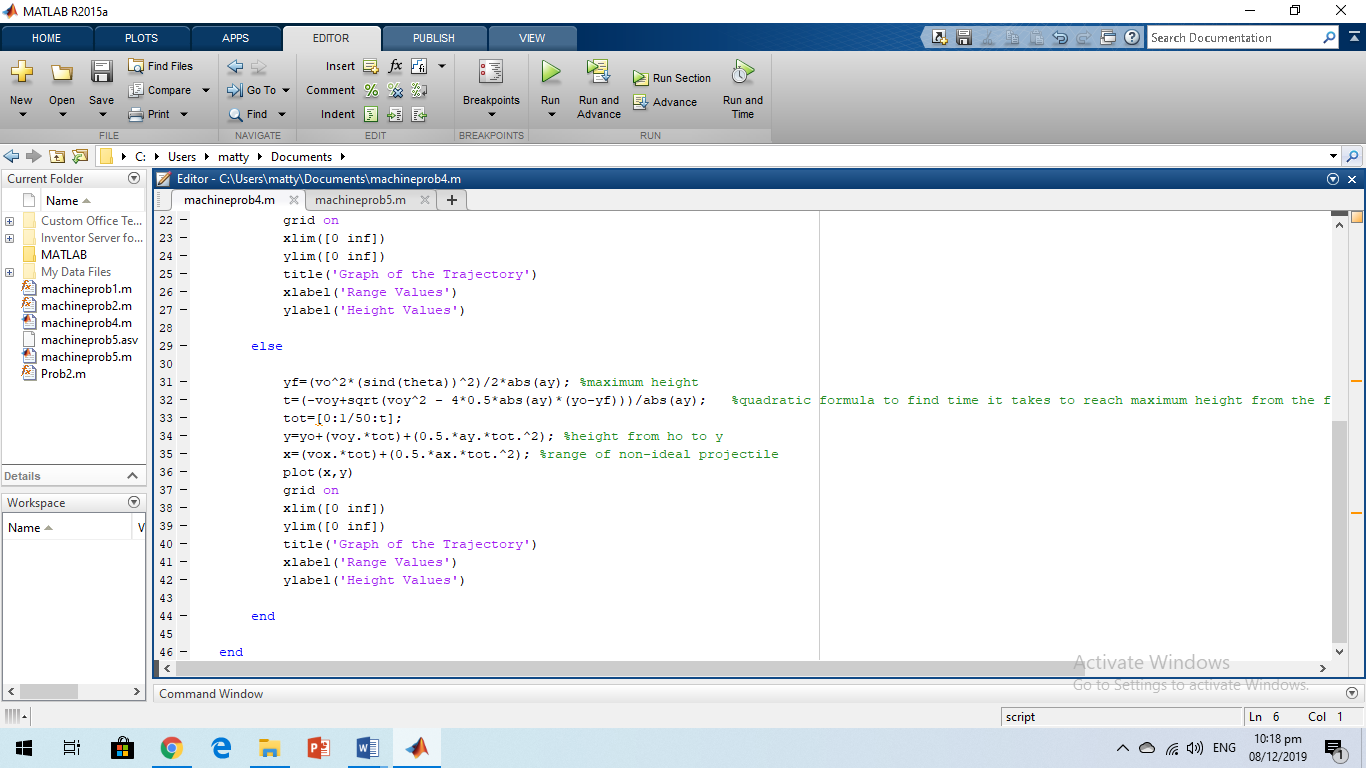 MATLAB R2015a
HOME PLOTS APPS EDITOR PUBLISH VIEW
Search Documentation
New Open Save
Find Files
Compare
Print
Go To
Find
Insert
Comment
Indent
Breakpoints
Run
Run and Advance
Run Section
Advance
Run and Time
FILE NAVIGATE EDIT BREAKPOINTS RUN
C: Users matty Documents
Current Folder
Name
Custom Office Te...
Inventor Server fo...
MATLAB
My Data Files
machineprob1.m
machineprob2.m
machineprob4.m
machineprob5.asv
machineprob5.m
Prob2.m
Details
Workspace
Name V
Editor - C:\Users\matty\Documents\machineprob4.m
machineprob4.m machineprob5.m
22 grid on
23 xlim([0 inf])
24 ylim([0 inf])
25 title('Graph of the Trajectory')
26 xlabel('Range Values')
27 ylabel('Height Values')
28
29 else
30
31 yf=(vo^2*(sind(theta))^2)/2*abs(ay); %maximum height
32 t=(-voy+sqrt(voy^2 - 4*0.5*abs(ay)*(yo-yf)))/abs(ay); %quadratic formula to find time it takes to reach maximum height from the f
33 tot=[0:1/50:t];
34 y=yo+(voy.*tot)+(0.5.*ay.*tot.^2); %height from ho to y
35 x=(vox.*tot)+(0.5.*ax.*tot.^2); %range of non-ideal projectile
36 plot(x,y)
37 grid on
38 xlim([0 inf])
39 ylim([0 inf])
40 title('Graph of the Trajectory')
41 xlabel('Range Values')
42 ylabel('Height Values')
43
44 end
45
46 end
Activate Windows
Go to Settings to activate Windows.
Command Window
script
Ln 6 Col 1
ENG
10:18 pm
08/12/2019
1